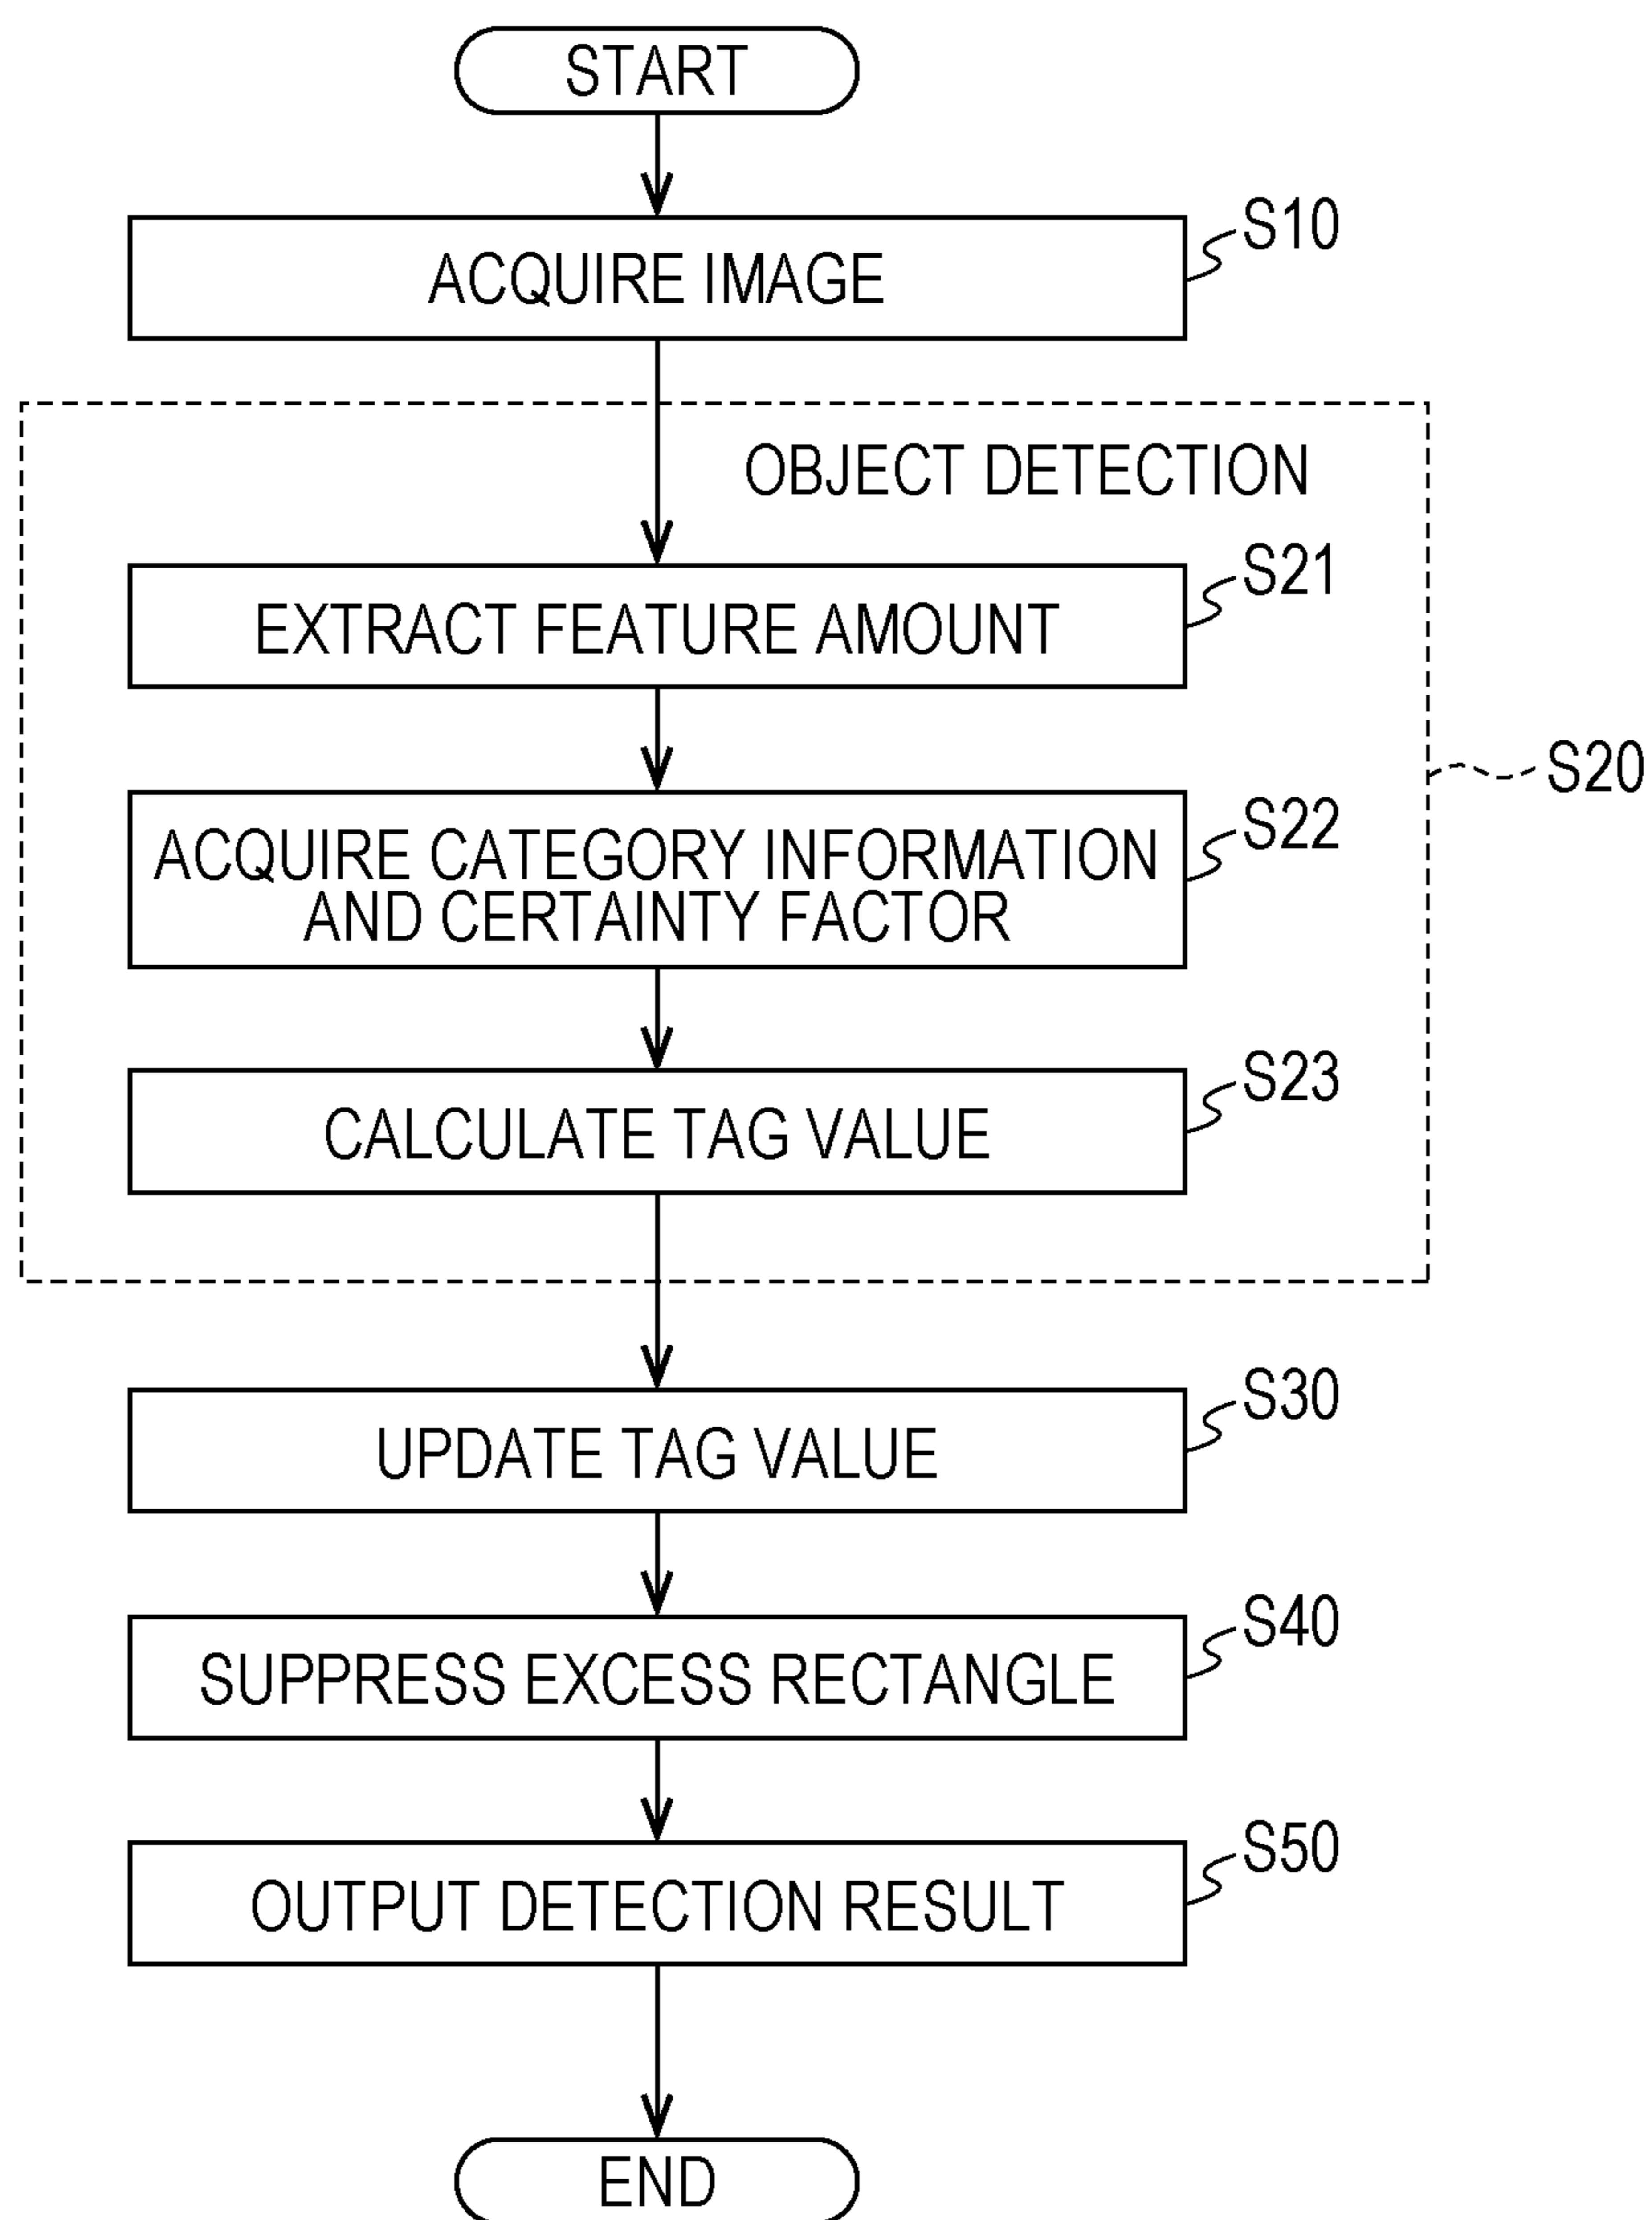 START
ACQUIRE IMAGE
S10
OBJECT DETECTION
EXTRACT FEATURE AMOUNT
S21
S20
ACQUIRE CATEGORY INFORMATION
AND CERTAINTY FACTOR
S22
CALCULATE TAG VALUE
S23
UPDATE TAG VALUE
S30
SUPPRESS EXCESS RECTANGLE
S40
OUTPUT DETECTION RESULT
S50
END